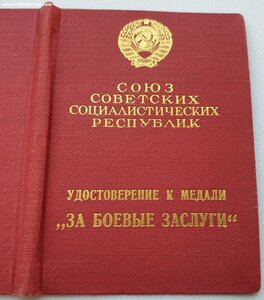 СОЮЗ
СОВЕТСКИХ
СОЦИАЛИСТИЧЕСКИХ
РЕСПУБЛИК
УДОСТОВЕРЕНИЕ К МЕДАЛИ
„ЗА БОЕВЫЕ ЗАСЛУГИ“